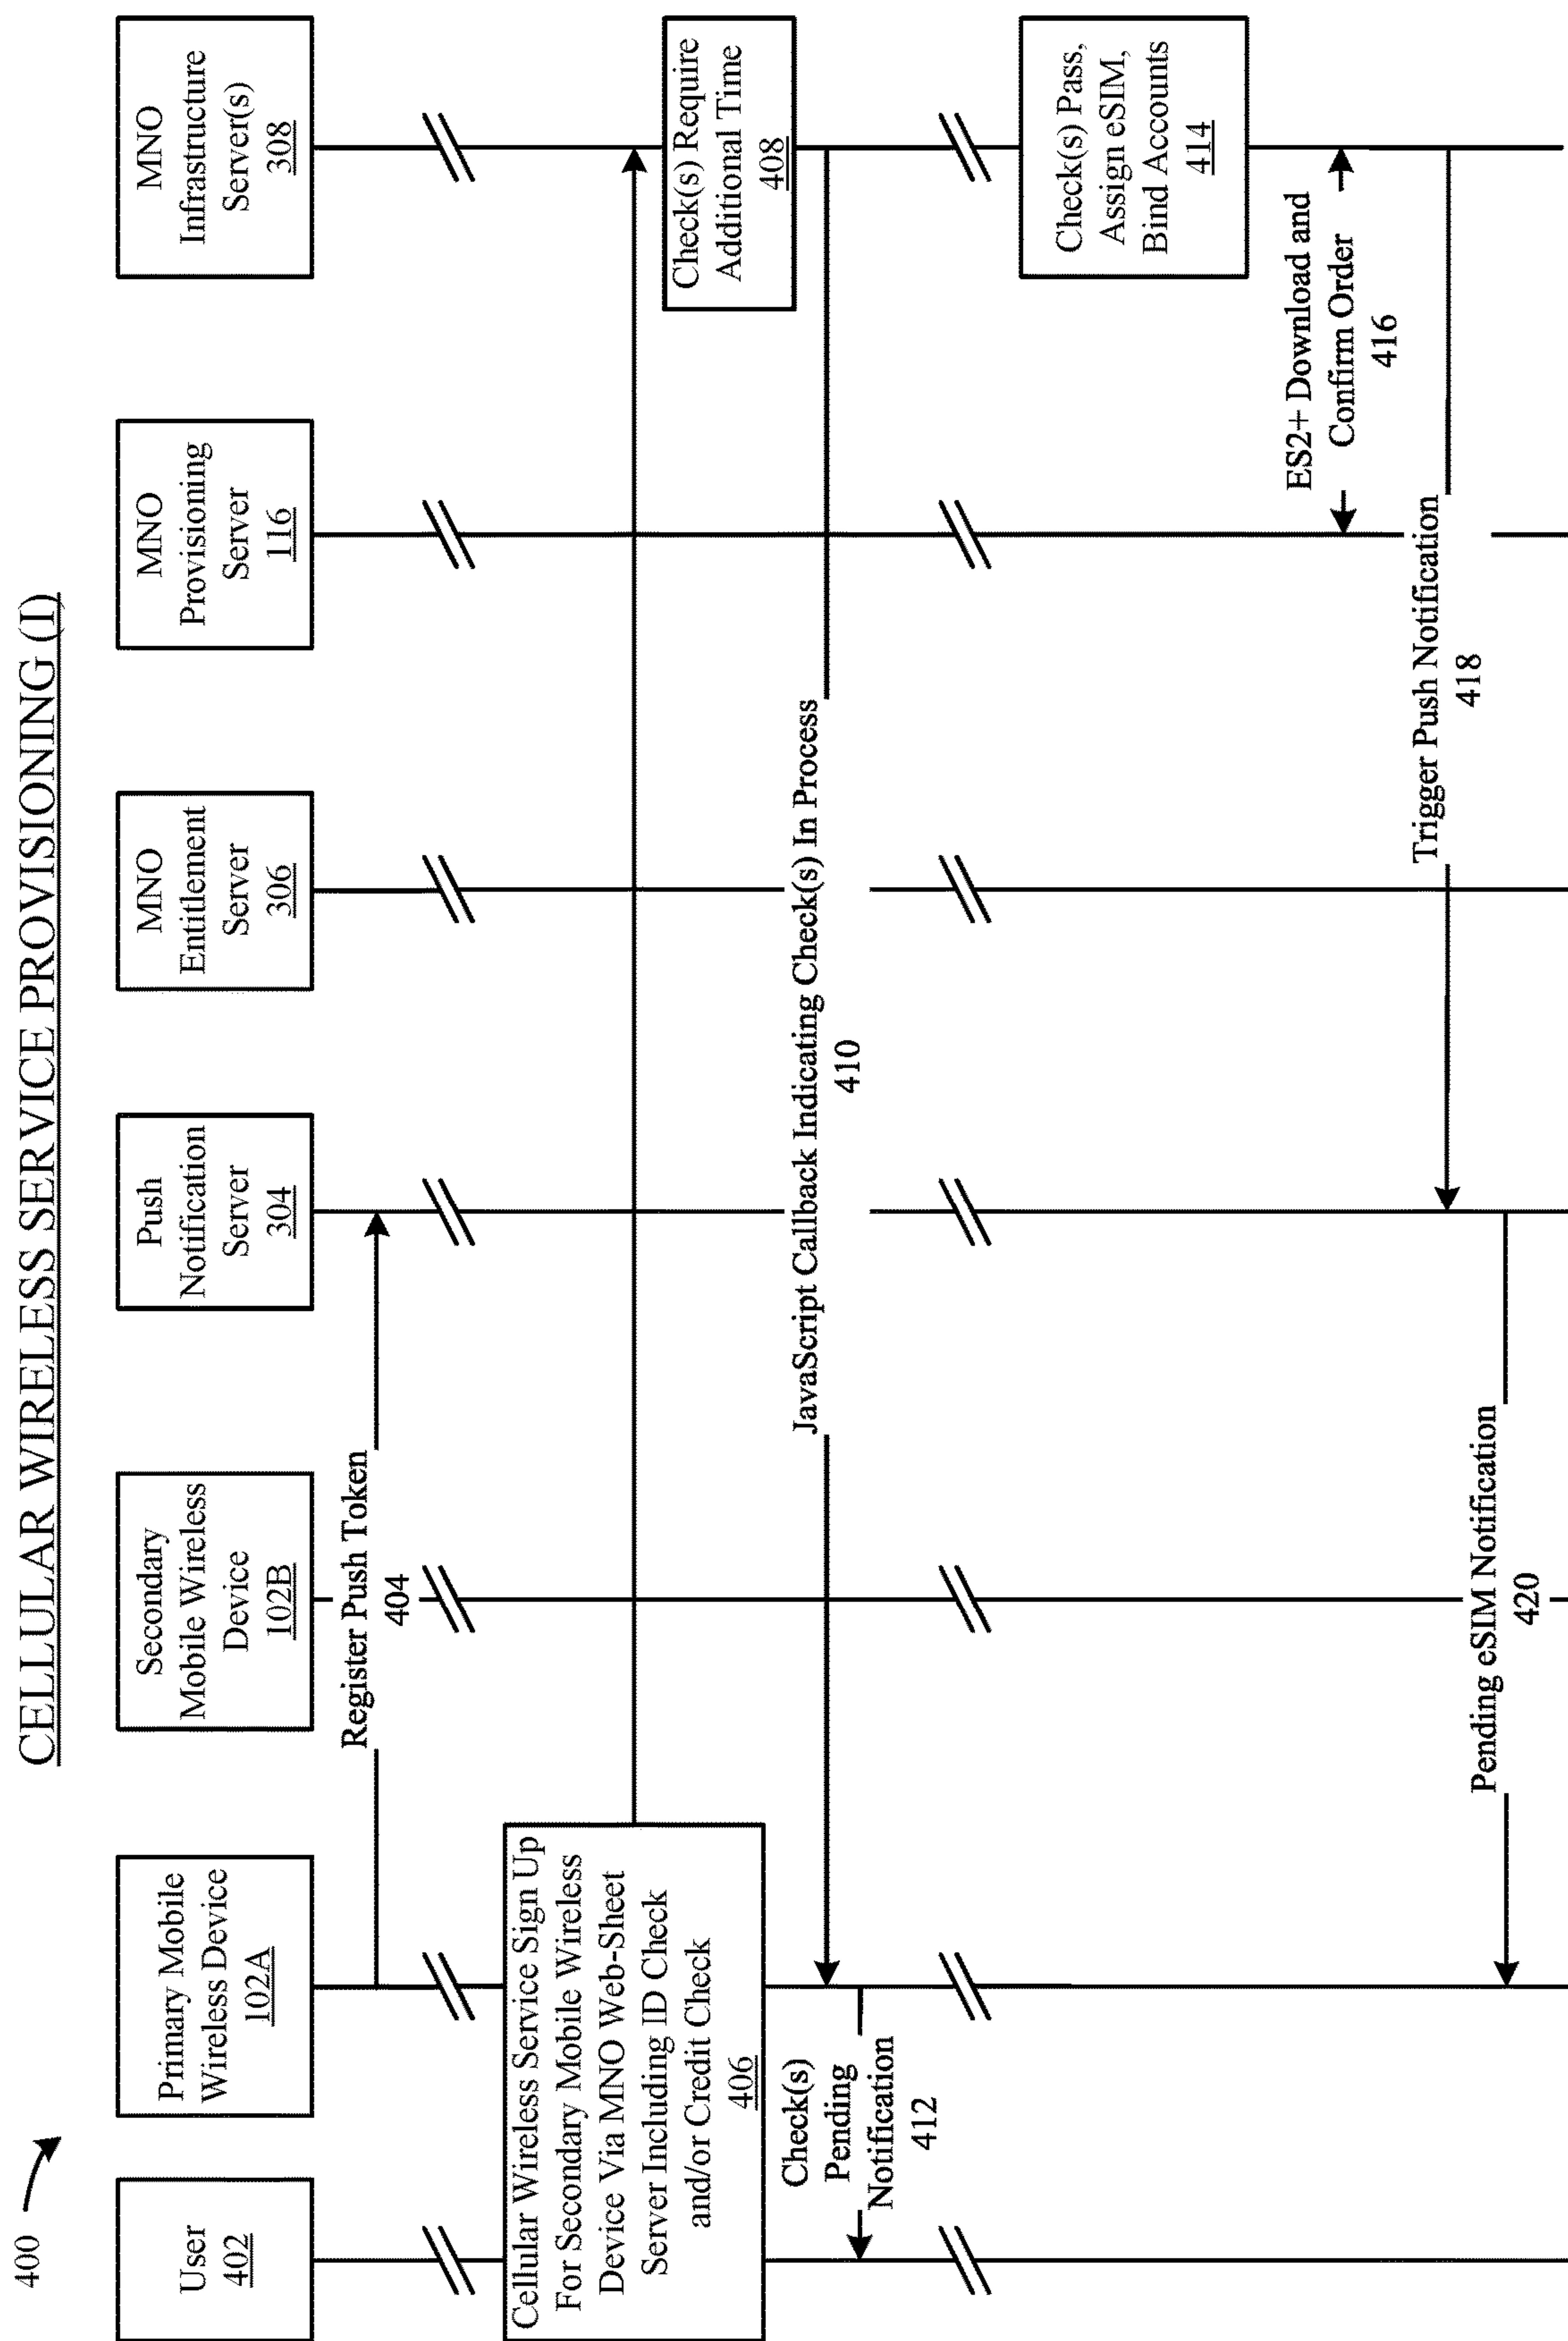 CELLULAR WIRELESS SERVICE PROVISIONING (I)
400
User
402
Primary Mobile
Wireless Device
102A
Secondary
Mobile Wireless
Device
102B
Push
Notification
Server
304
MNO
Entitlement
Server
306
MNO
Provisioning
Server
116
MNO
Infrastructure
Server(s)
308
Register Push Token
404
Cellular Wireless Service Sign Up
For Secondary Mobile Wireless
Device Via MNO Web-Sheet
Server Including ID Check
and/or Credit Check
406
Check(s) Require
Additional Time
408
JavaScript Callback Indicating Check(s) In Process
410
Check(s)
Pending
Notification
412
Check(s) Pass,
Assign eSIM,
Bind Accounts
414
ES2+ Download and
Confirm Order
416
Trigger Push Notification
418
Pending eSIM Notification
420